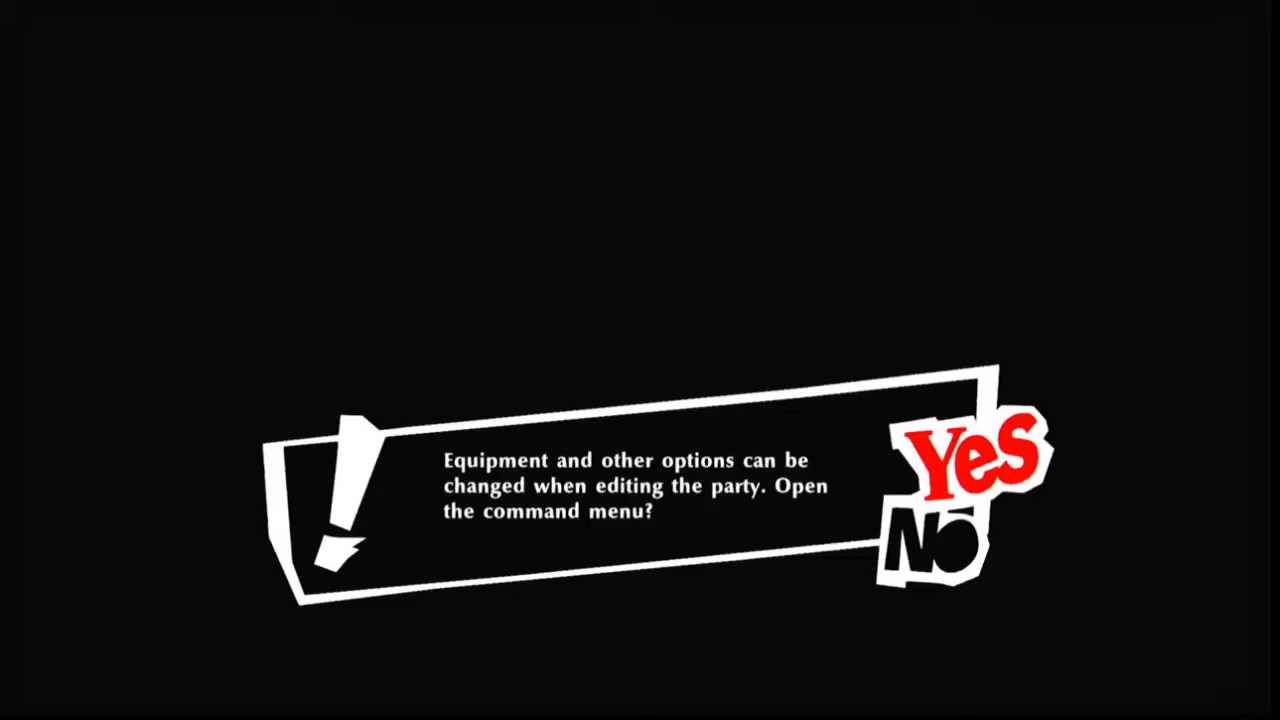 Equipment and other options can be
changed when editing the party. Open
the command menu?
Yes
No